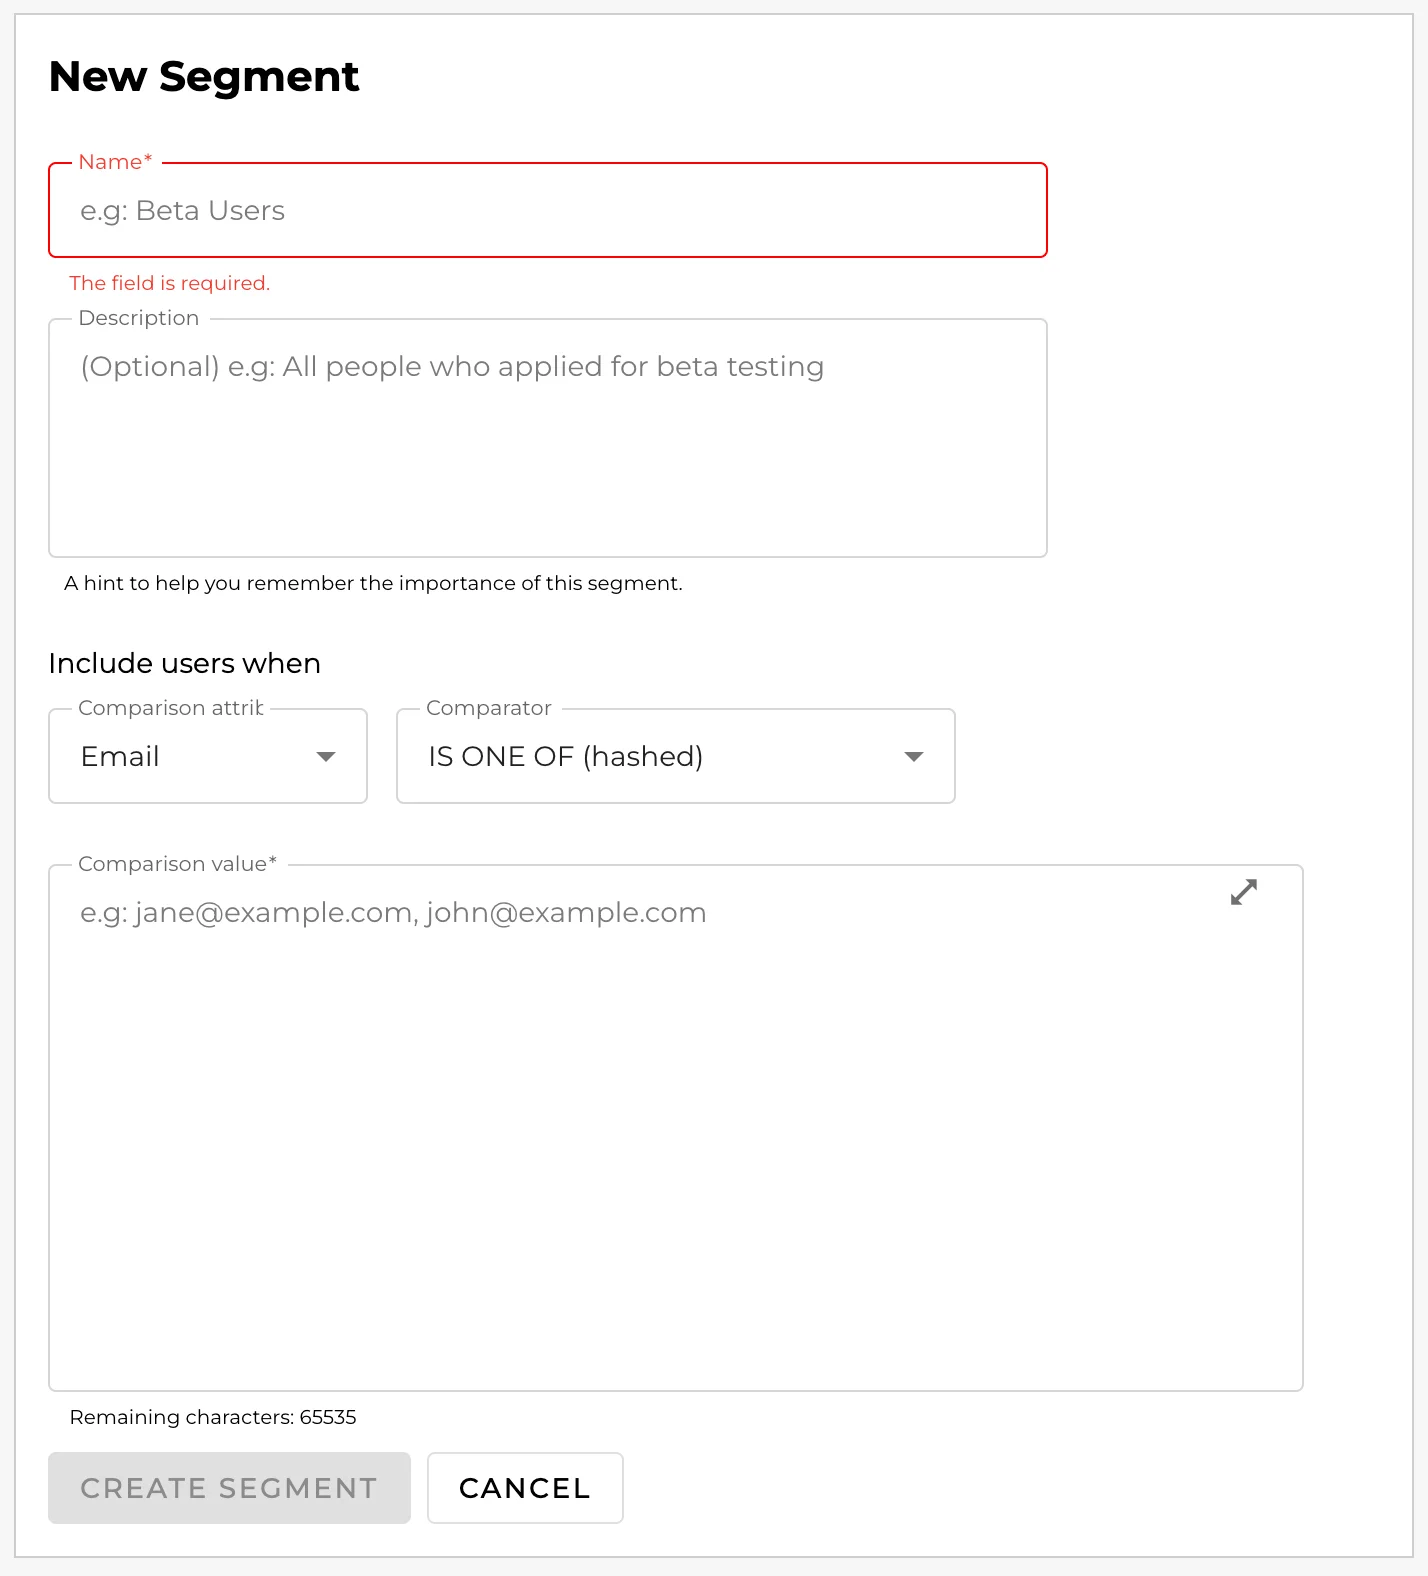 New Segment
Name*
e.g: Beta Users
The field is required.
Description
(Optional) e.g: All people who applied for beta testing
A hint to help you remember the importance of this segment.
Include users when
Comparison attrib
Email
Comparator
IS ONE OF (hashed)
Comparison value*
e.g: jane@example.com, john@example.com
Remaining characters: 65535
CREATE SEGMENT
CANCEL